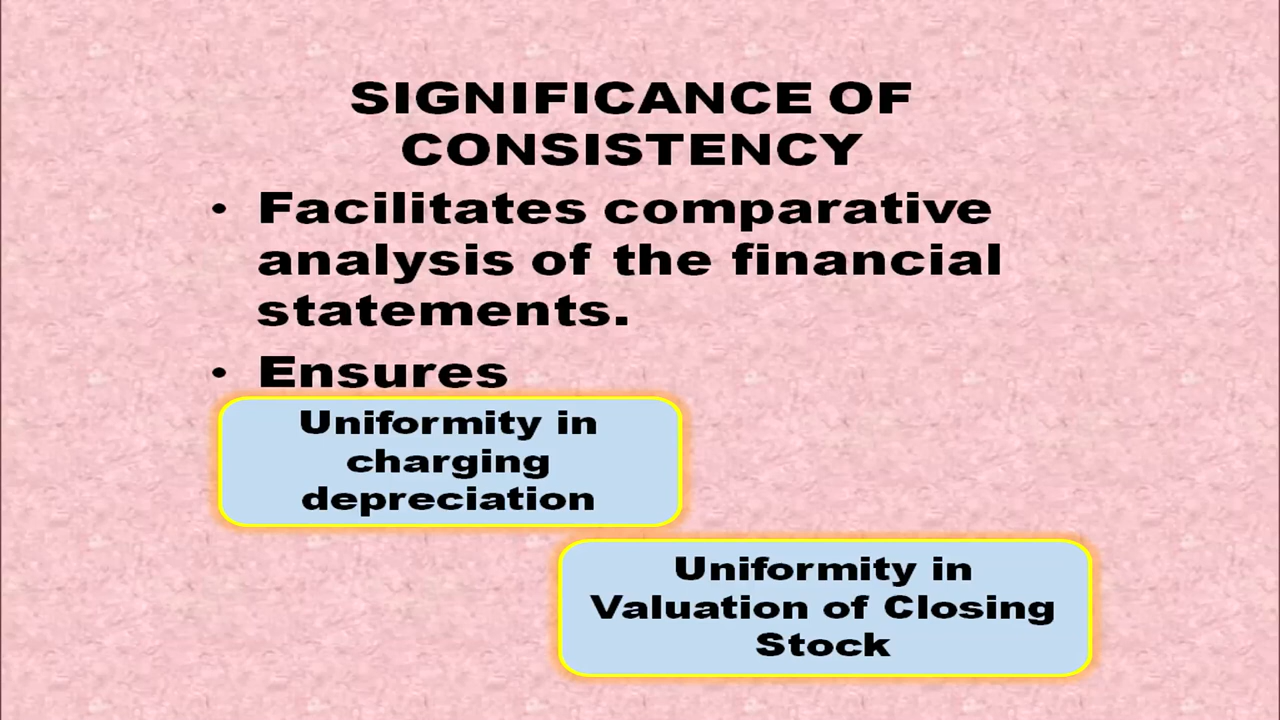 SIGNIFICANCE OF
CONSISTENCY
• Facilitates comparative
analysis of the financial
statements.
• Ensures
Uniformity in
charging
depreciation
Uniformity in
Valuation of Closing
Stock